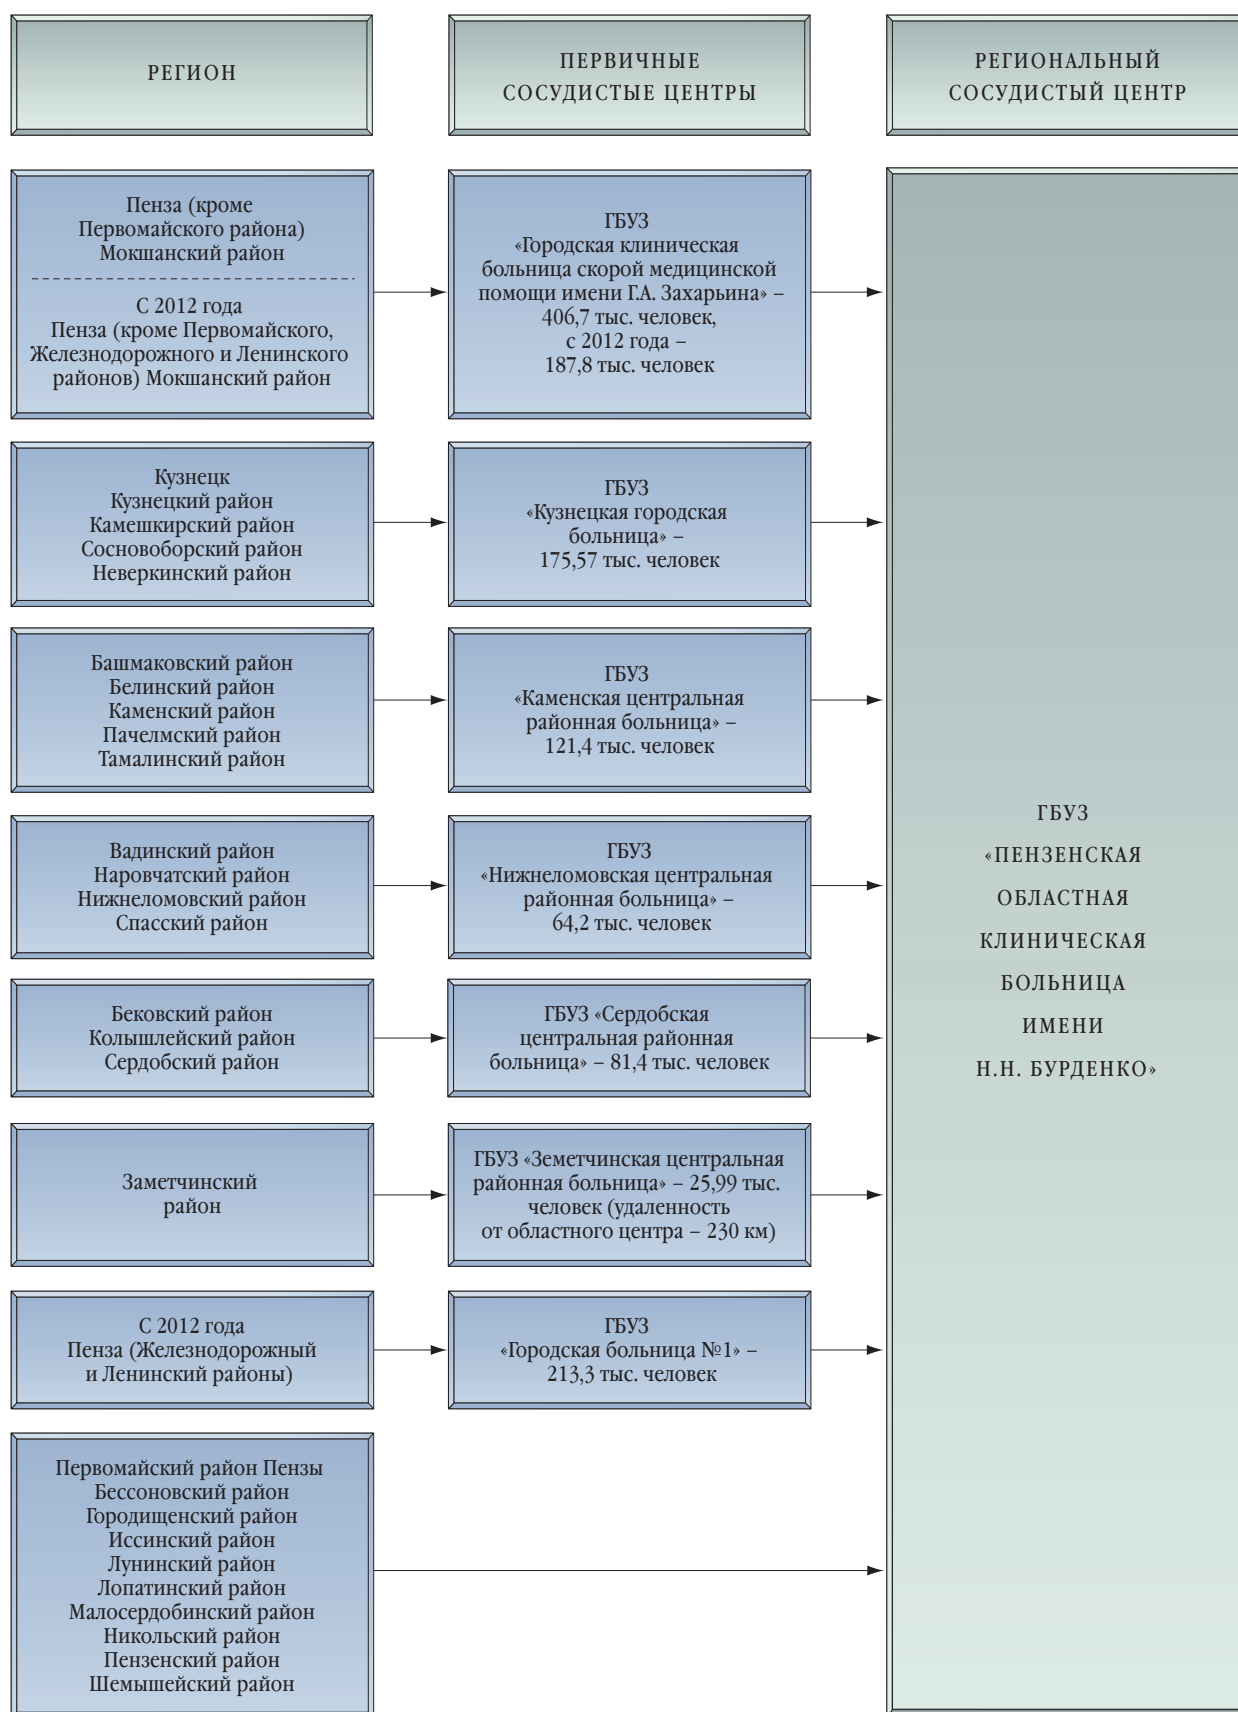 РЕГИОН
ПЕРВИЧНЫЕ
СОСУДИСТЫЕ ЦЕНТРЫ
РЕГИОНАЛЬНЫЙ
СОСУДИСТЫЙ ЦЕНТР
Пенза (кроме
Первомайского района)
Мокшанский район
С 2012 года
Пенза (кроме Первомайского,
Железнодорожного и Ленинского
районов) Мокшанский район
ГБУЗ
«Городская клиническая
больница скорой медицинской
помощи имени Г.А. Захарьина» –
406,7 тыс. человек,
с 2012 года –
187,8 тыс. человек
Кузнецк
Кузнецкий район
Камешкирский район
Сосновоборский район
Неверкинский район
ГБУЗ
«Кузнецкая городская
больница» –
175,57 тыс. человек
Башмаковский район
Белинский район
Каменский район
Пачелмский район
Тамалинский район
ГБУЗ
«Каменская центральная
районная больница» –
121,4 тыс. человек
Вадинский район
Наровчатский район
Нижнеломовский район
Спасский район
ГБУЗ
«Нижнеломовская центральная
районная больница» –
64,2 тыс. человек
Бековский район
Колышлейский район
Сердобский район
ГБУЗ «Сердобская
центральная районная
больница» – 81,4 тыс. человек
Заметчинский
район
ГБУЗ «Земетчинская центральная
районная больница» – 25,99 тыс.
человек (удаленность
от областного центра – 230 км)
С 2012 года
Пенза (Железнодорожный
и Ленинский районы)
ГБУЗ
«Городская больница №1» –
213,3 тыс. человек
Первомайский район Пензы
Бессоновский район
Городищенский район
Иссинский район
Лунинский район
Лопатинский район
Малосердобинский район
Никольский район
Пензенский район
Шемышейский район
ГБУЗ
«ПЕНЗЕНСКАЯ
ОБЛАСТНАЯ
КЛИНИЧЕСКАЯ
БОЛЬНИЦА
ИМЕНИ
Н.Н. БУРДЕНКО»